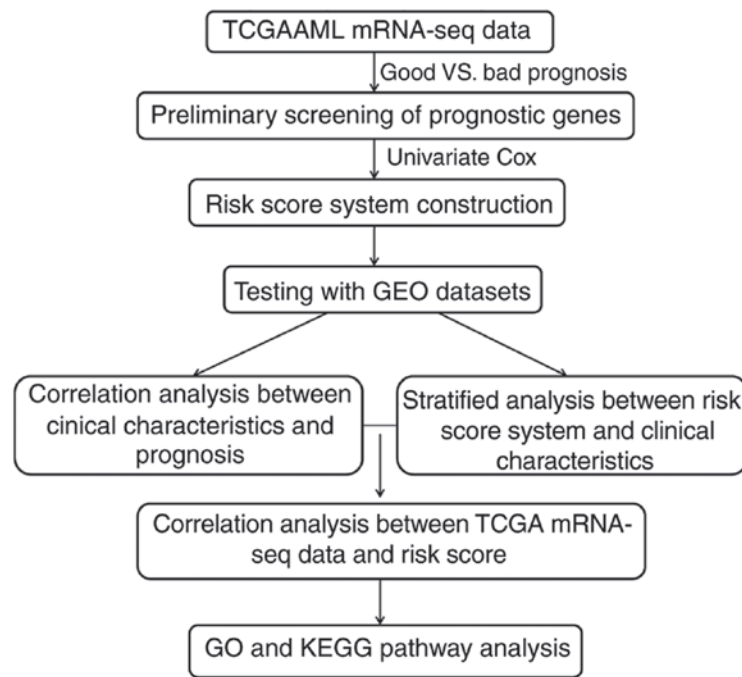 TCGAAML mRNA-seq data
Good VS. bad prognosis
Preliminary screening of prognostic genes
Univariate Cox
Risk score system construction
Testing with GEO datasets
Correlation analysis between
cinical characteristics and
prognosis
Stratified analysis between risk
score system and clinical
characteristics
Correlation analysis between TCGA mRNA-
seq data and risk score
GO and KEGG pathway analysis